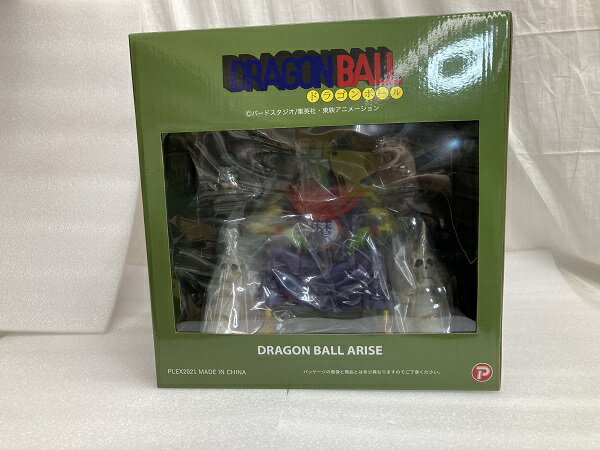 DRAGON BALL
ドラゴンボール
©バードスタジオ/集英社・東映アニメーション
DRAGON BALL ARISE
PLEX2021 MADE IN CHINA
パッケージの画像と商品とは多少異なりますのでご了承ください。
P